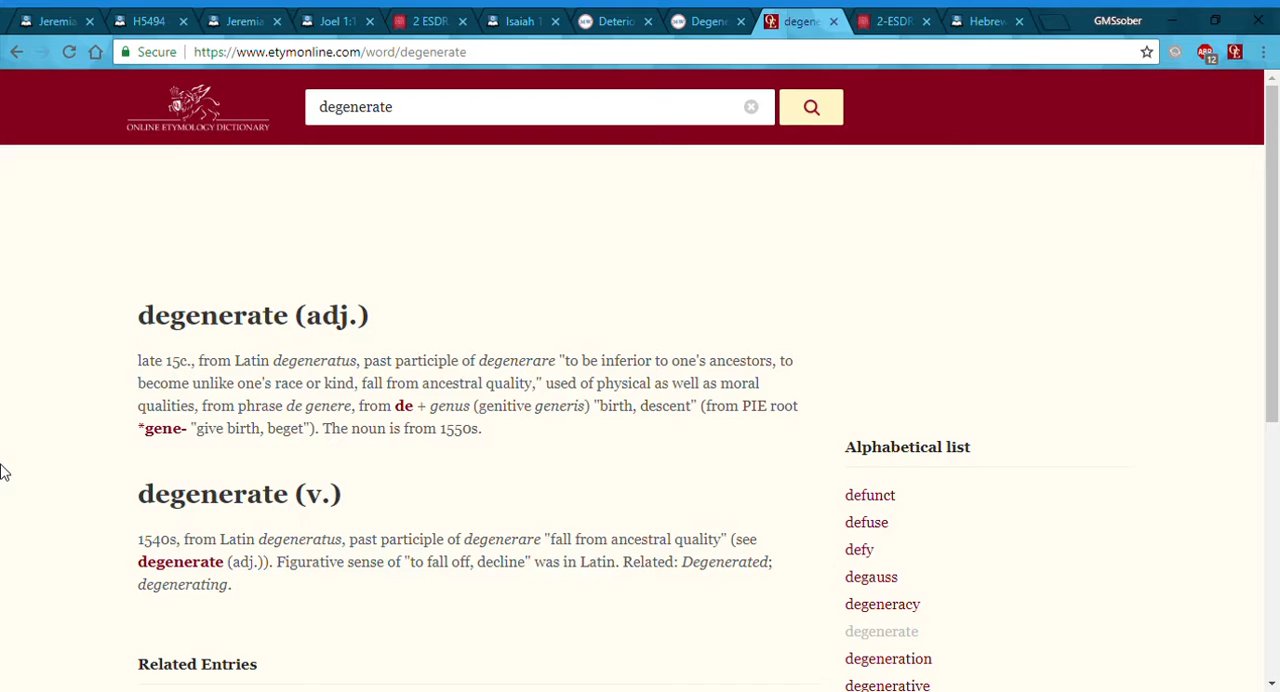 Jeremia H5494 - Jeremia Joel 1:1 2 ESDR Isaiah 1 Deterio Degene degene 2-ESDR Hebrew GMSsober
Secure https://www.etymonline.com/word/degenerate ABP 12
ONLINE ETYMOLOGY DICTIONARY
degenerate
degenerate (adj.)
late 15c., from Latin degeneratus, past participle of degenerare "to be inferior to one's ancestors, to
become unlike one's race or kind, fall from ancestral quality," used of physical as well as moral
qualities, from phrase de genere, from de + genus (genitive generis) "birth, descent" (from PIE root
*gene- "give birth, beget"). The noun is from 1550s.
degenerate (v.)
1540s, from Latin degeneratus, past participle of degenerare "fall from ancestral quality" (see
degenerate (adj.)). Figurative sense of "to fall off, decline" was in Latin. Related: Degenerated;
degenerating.
Related Entries
Alphabetical list
defunct
defuse
defy
degauss
degeneracy
degenerate
degeneration
degenerative